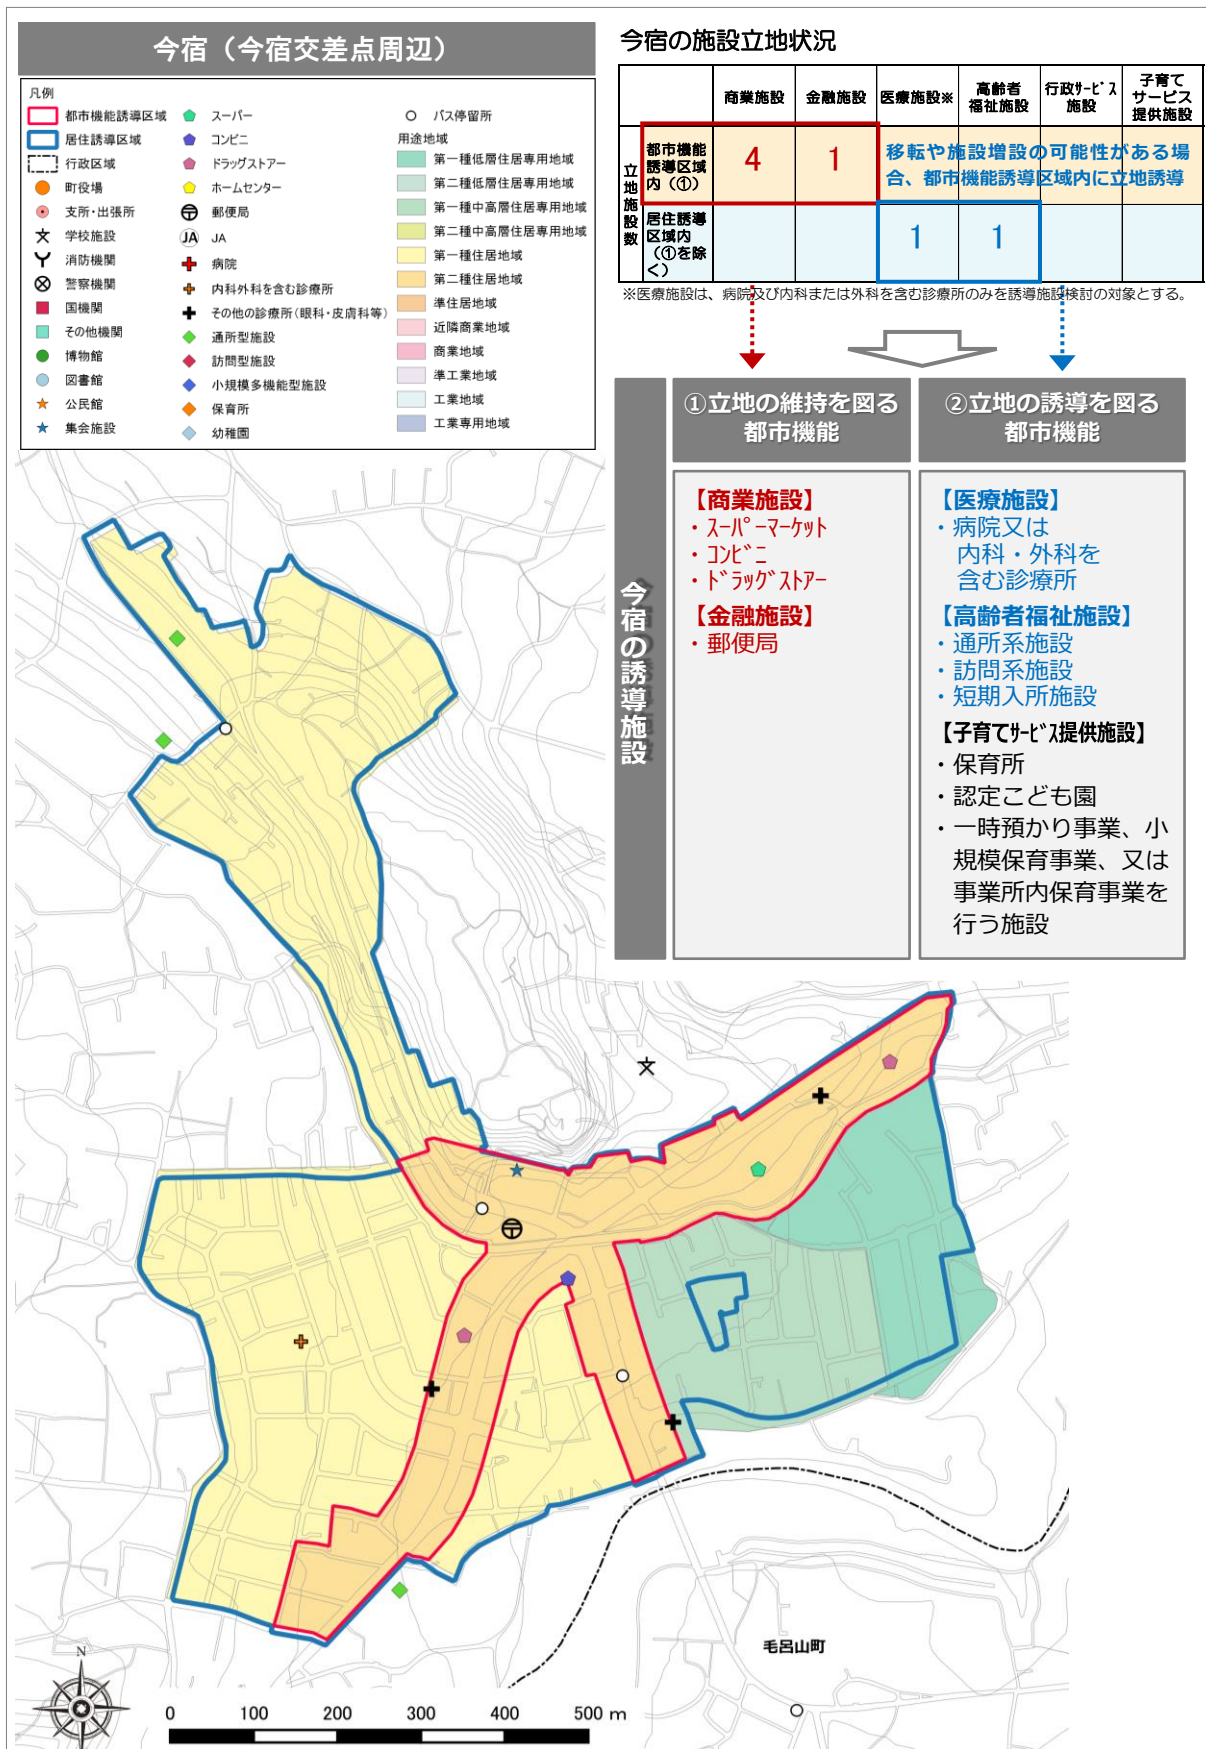 今宿（今宿交差点周辺）
凡例
都市機能誘導区域
居住誘導区域
行政区域
町役場
支所・出張所
学校施設
消防機関
警察機関
国機関
その他機関
博物館
図書館
公民館
集会施設
スーパー
コンビニ
ドラッグストアー
ホームセンター
郵便局
JA JA
病院
内科外科を含む診療所
その他の診療所（眼科・皮膚科等）
通所型施設
訪問型施設
小規模多機能型施設
保育所
幼稚園
バス停留所
用途地域
第一種低層住居専用地域
第二種低層住居専用地域
第一種中高層住居専用地域
第二種中高層住居専用地域
第一種住居地域
第二種住居地域
準住居地域
近隣商業地域
商業地域
準工業地域
工業地域
工業専用地域
今宿の施設立地状況
商業施設
金融施設
医療施設※
高齢者
福祉施設
行政ｻｰﾋﾞｽ
施設
子育て
サービス
提供施設
立地施設数
都市機能
誘導区域
内（①）
4
1
移転や施設増設の可能性がある場
合、都市機能誘導区域内に立地誘導
居住誘導
区域内
（①を除
く）
1
1
※医療施設は、病院及び内科または外科を含む診療所のみを誘導施設検討の対象とする。
今宿の誘導施設
①立地の維持を図る
都市機能
【商業施設】
・ｽｰﾊﾟｰﾏｰｹｯﾄ
・ｺﾝﾋﾞﾆ
・ﾄﾞﾗｯｸﾞｽﾄｱｰ
【金融施設】
・郵便局
②立地の誘導を図る
都市機能
【医療施設】
・病院又は
内科・外科を
含む診療所
【高齢者福祉施設】
・通所系施設
・訪問系施設
・短期入所施設
【子育てｻｰﾋﾞｽ提供施設】
・保育所
・認定こども園
・一時預かり事業、小
規模保育事業、又は
事業所内保育事業を
行う施設
毛呂山町
N
0 100 200 300 400 500 m